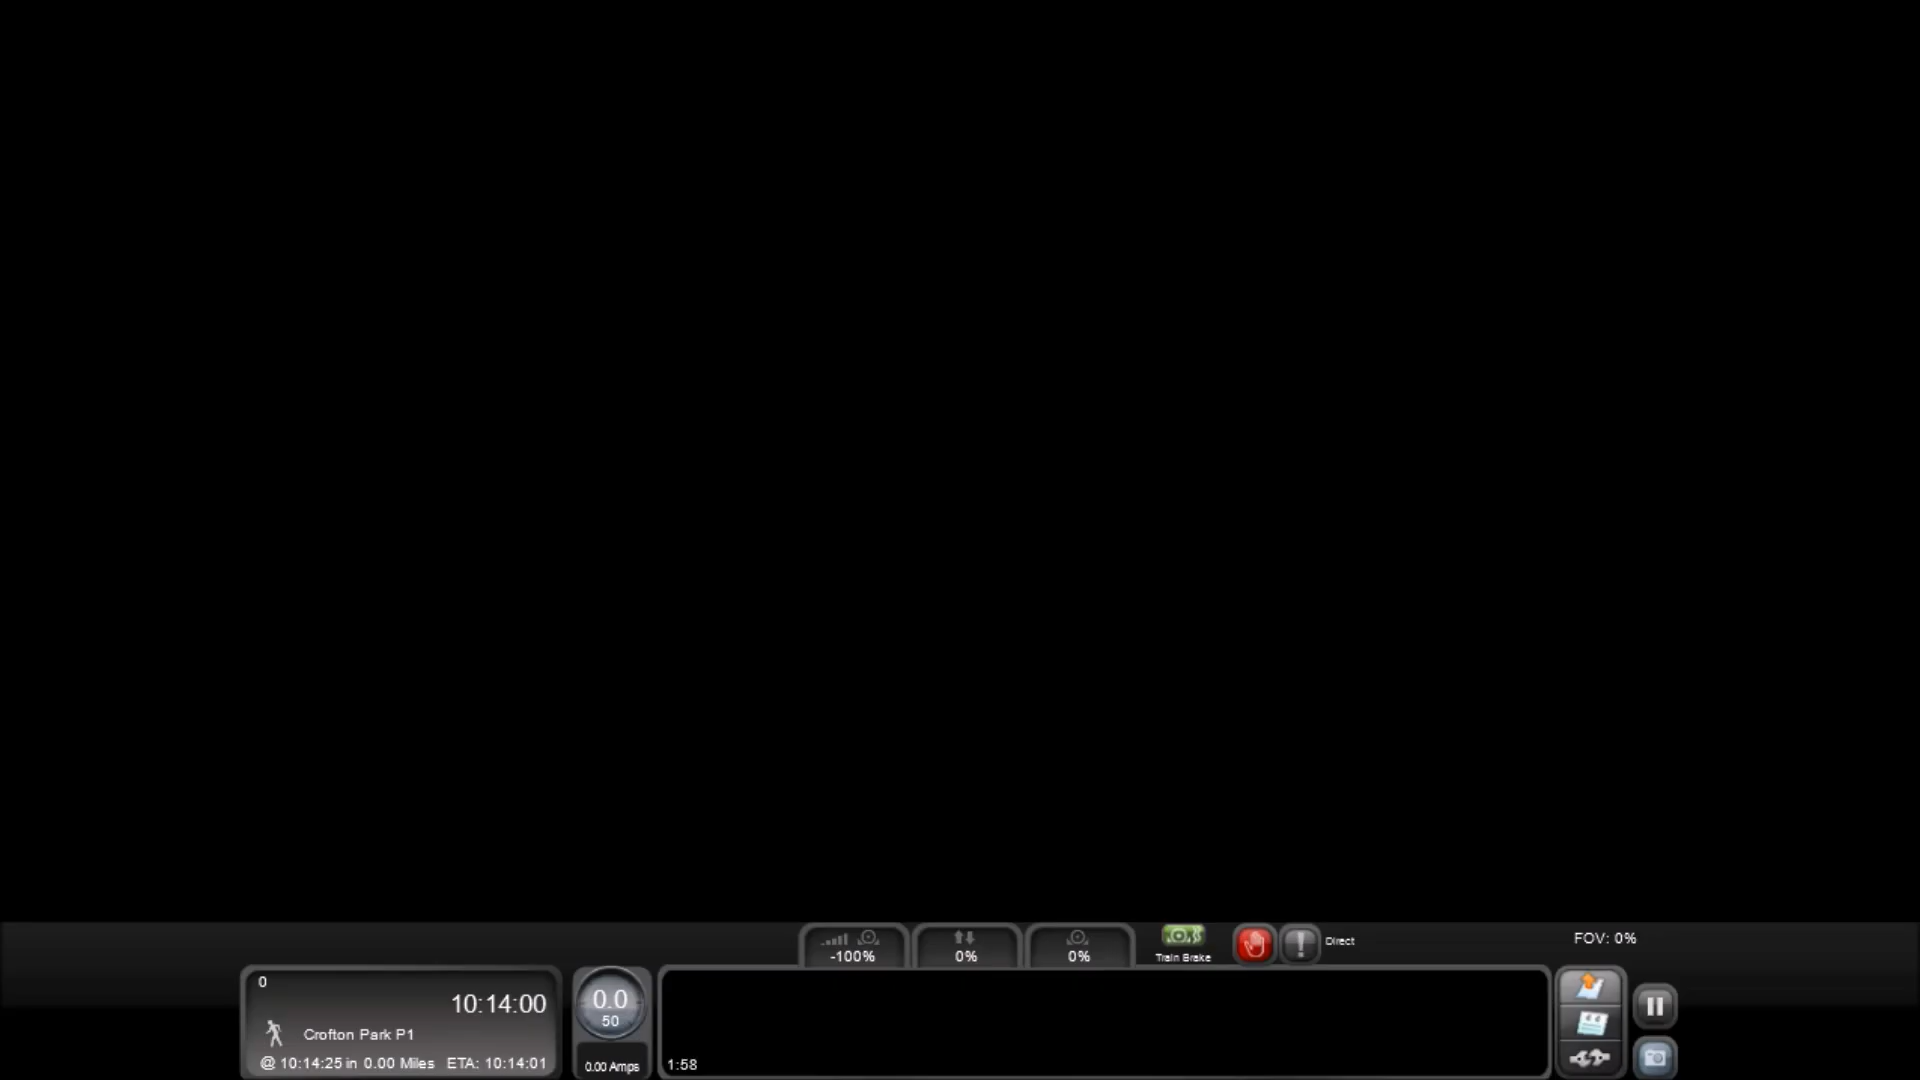 -100%
0%
0%
Train Brake
Direct
FOV: 0%
0
10:14:00
Crofton Park P1
@ 10:14:25 in 0.00 Miles ETA: 10:14:01
0.0
50
0.00 Amps
1:58